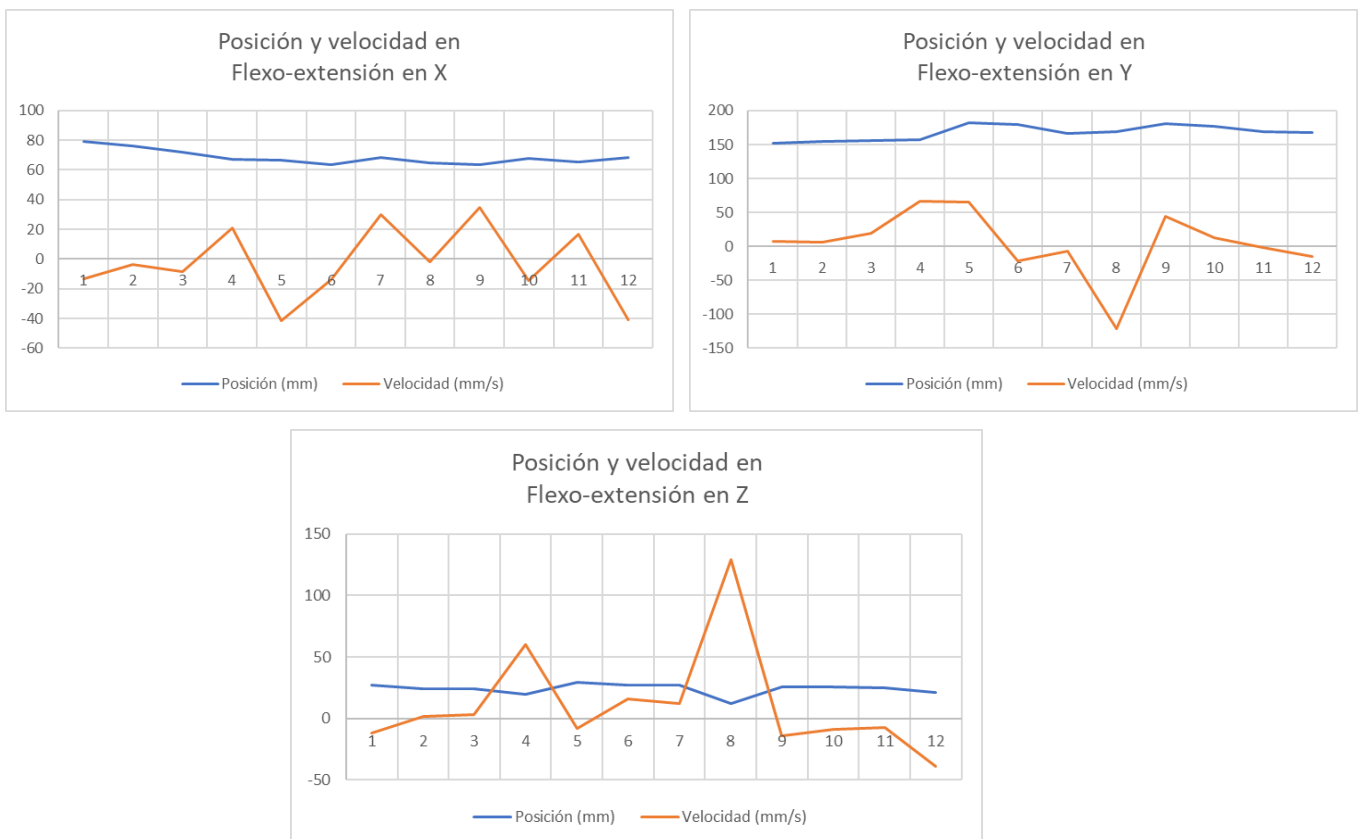 Posición y velocidad en
Flexo-extensión en X
100
80
60
40
20
0
-20
-40
-60
1 2 3 4 5 6 7 8 9 10 11 12
Posición (mm) Velocidad (mm/s)
Posición y velocidad en
Flexo-extensión en Y
200
150
100
50
0
-50
-100
-150
1 2 3 4 5 6 7 8 9 10 11 12
Posición (mm) Velocidad (mm/s)
Posición y velocidad en
Flexo-extensión en Z
150
100
50
0
-50
1 2 3 4 5 6 7 8 9 10 11 12
Posición (mm) Velocidad (mm/s)